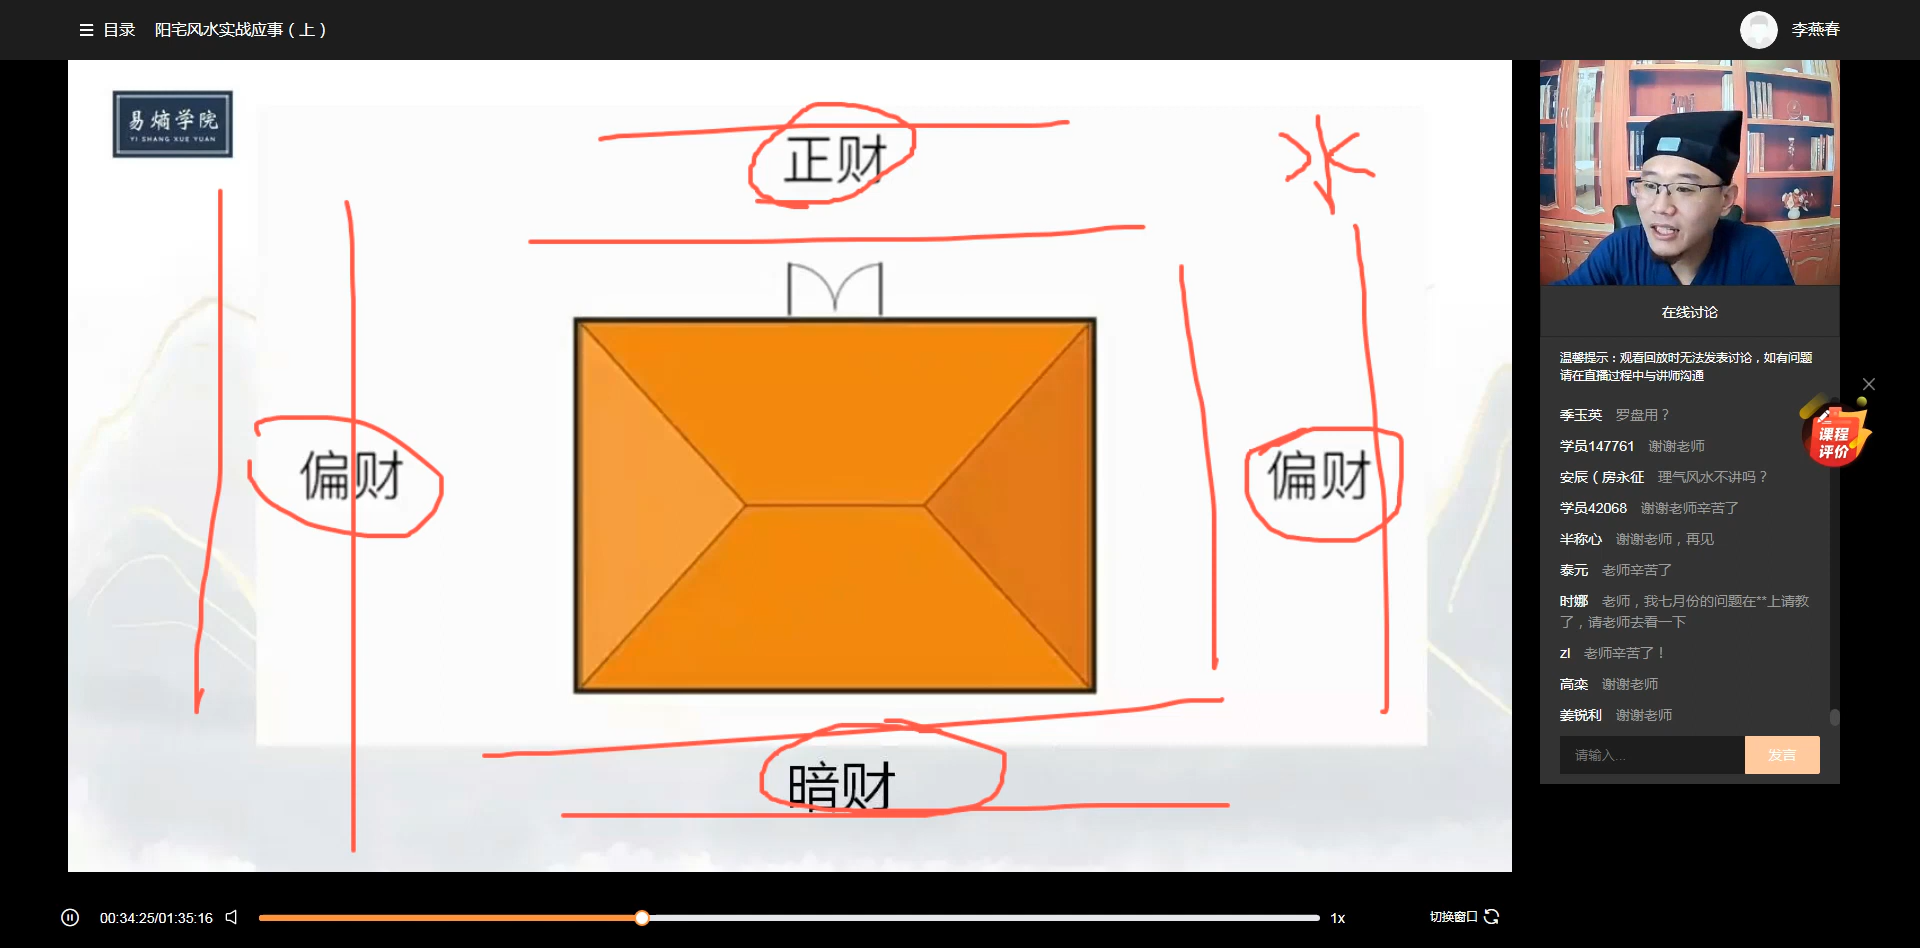 目录 阳宅风水实战应事（上）
李燕春
易熵学院
YI SHANG XUE YUAN
正财
水
偏财
偏财
暗财
在线讨论
温馨提示：观看回放时无法发表讨论，如有问题
请在直播过程中与讲师沟通
季玉英 罗盘用？
学员147761 谢谢老师
安辰（房永征 理气风水不讲吗？
学员42068 谢谢老师辛苦了
半称心 谢谢老师，再见
泰元 老师辛苦了
时娜 老师，我七月份的问题在**上请教
了，请老师去看一下
zl 老师辛苦了！
高栾 谢谢老师
姜锐利 谢谢老师
课程
评价
请输入... 发言
00:34:25/01:35:16 1x 切换窗口